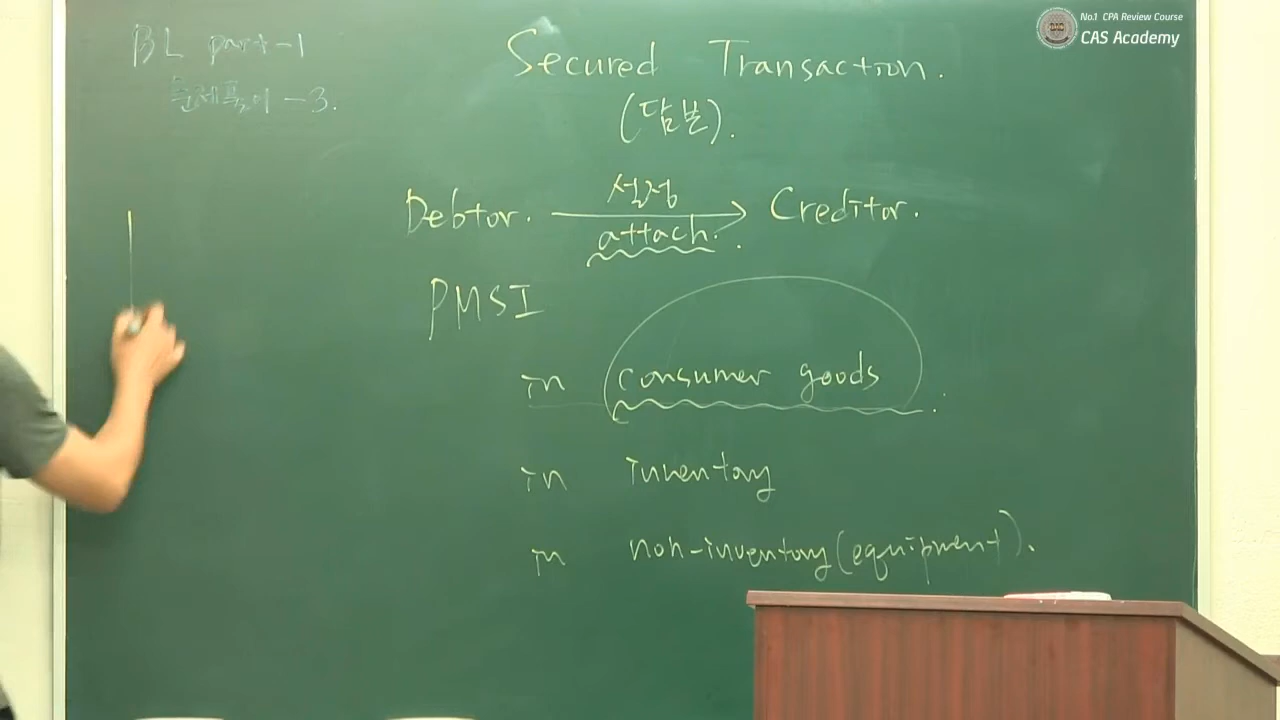 No.1 CPA Review Course
CAS Academy
BL part-1
문제풀이 -3.
Secured Transaction.
(담보).
Debtor. 설정 Creditor.
attach.
PMSI
in consumer goods
in inventory
in non-inventory (equipment).